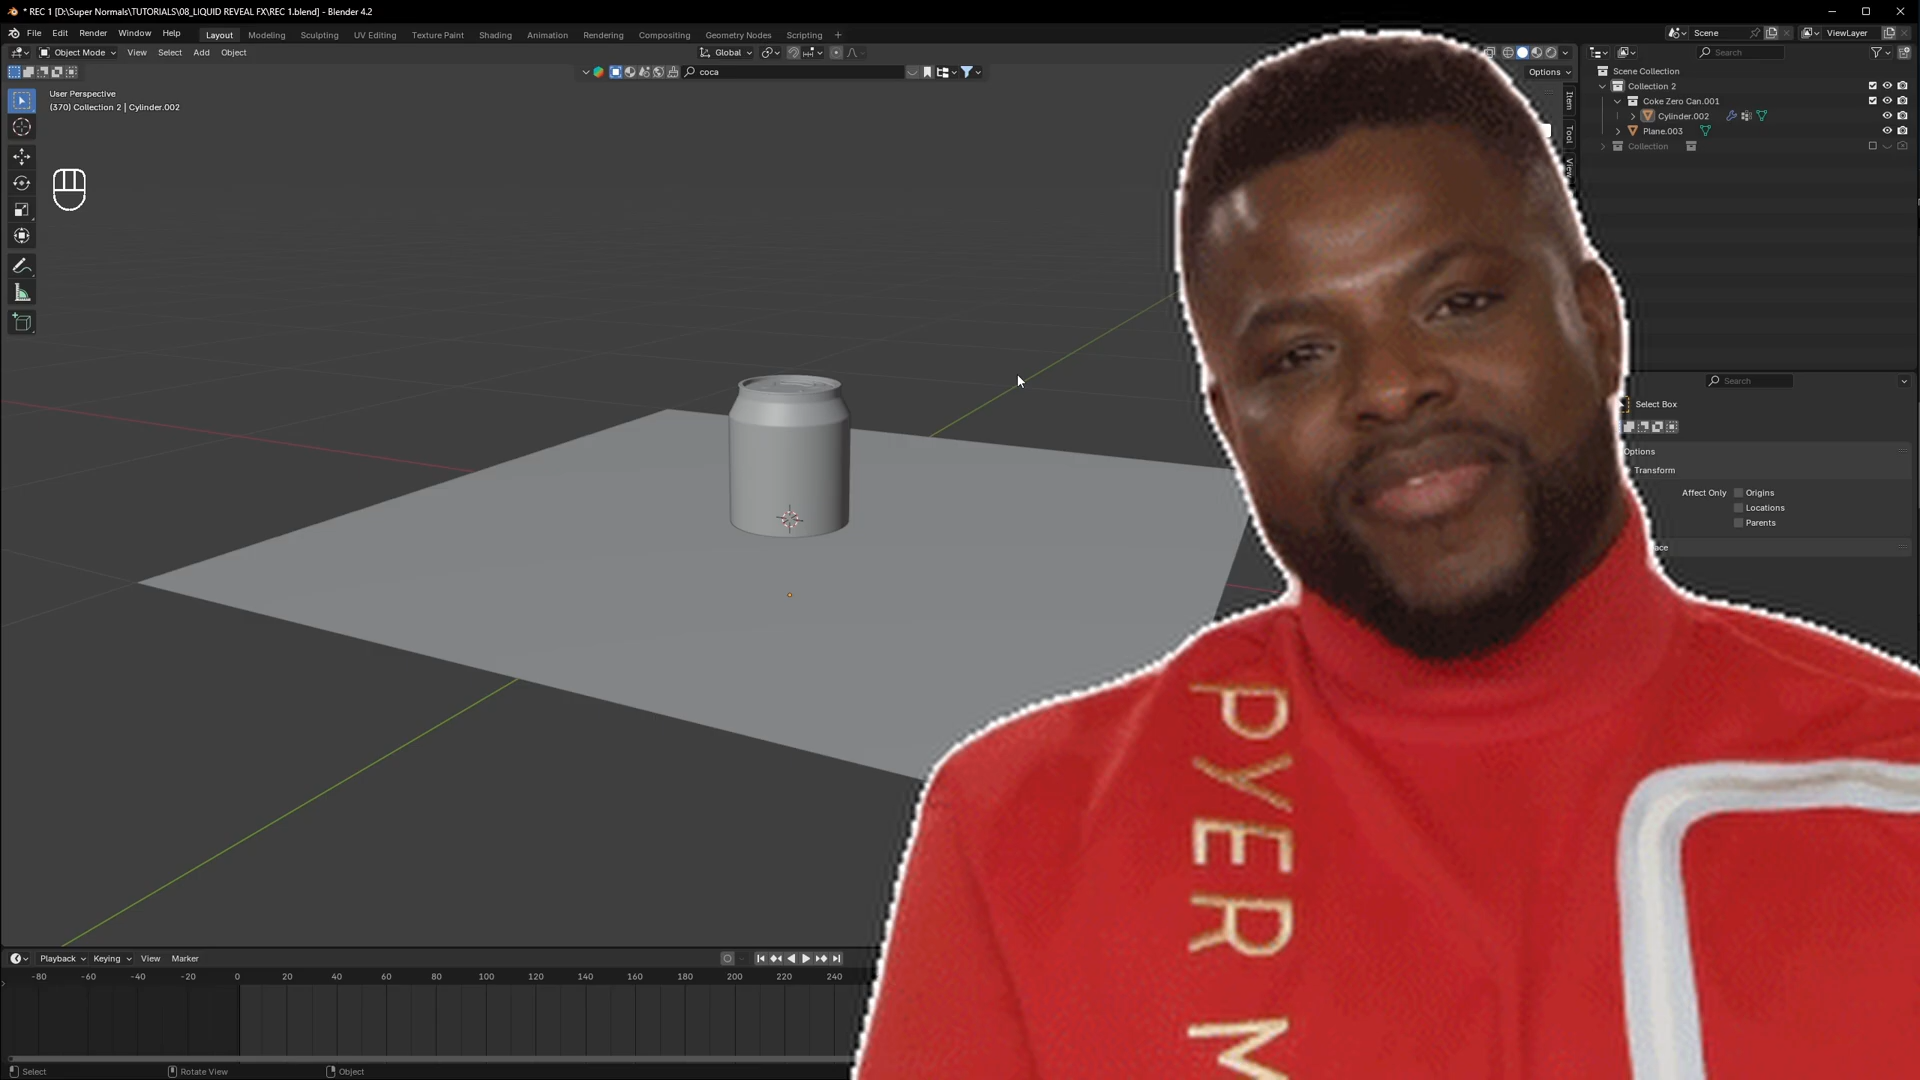 * REC 1 [D:\Super Normals\TUTORIALS\08_LIQUID REVEAL FX\REC 1.blend] - Blender 4.2
File Edit Render Window Help Layout Modeling Sculpting UV Editing Texture Paint Shading Animation Rendering Compositing Geometry Nodes Scripting + Scene ViewLayer
Object Mode View Select Add Object Global Search
coca Options
User Perspective
(370) Collection 2 | Cylinder.002
Item
Tool
View
Scene Collection
Collection 2
Coke Zero Can.001
Cylinder.002
Plane.003
Collection
Search
Select Box
Options
Transform
Affect Only Origins
Locations
Parents
PYER M
Playback Keying View Marker
-80 -60 -40 -20 0 20 40 60 80 100 120 140 160 180 200 220 240
Select Rotate View Object